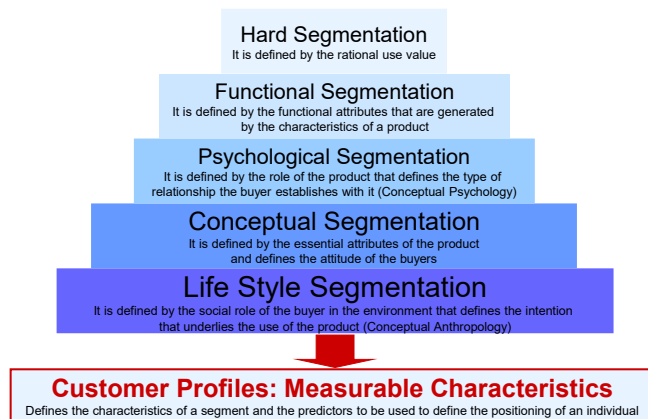 Hard Segmentation
It is defined by the rational use value
Functional Segmentation
It is defined by the functional attributes that are generated
by the characteristics of a product
Psychological Segmentation
It is defined by the role of the product that defines the type of
relationship the buyer establishes with it (Conceptual Psychology)
Conceptual Segmentation
It is defined by the essential attributes of the product
and defines the attitude of the buyers
Life Style Segmentation
It is defined by the social role of the buyer in the environment that defines the intention
that underlies the use of the product (Conceptual Anthropology)
Customer Profiles: Measurable Characteristics
Defines the characteristics of a segment and the predictors to be used to define the positioning of an individual